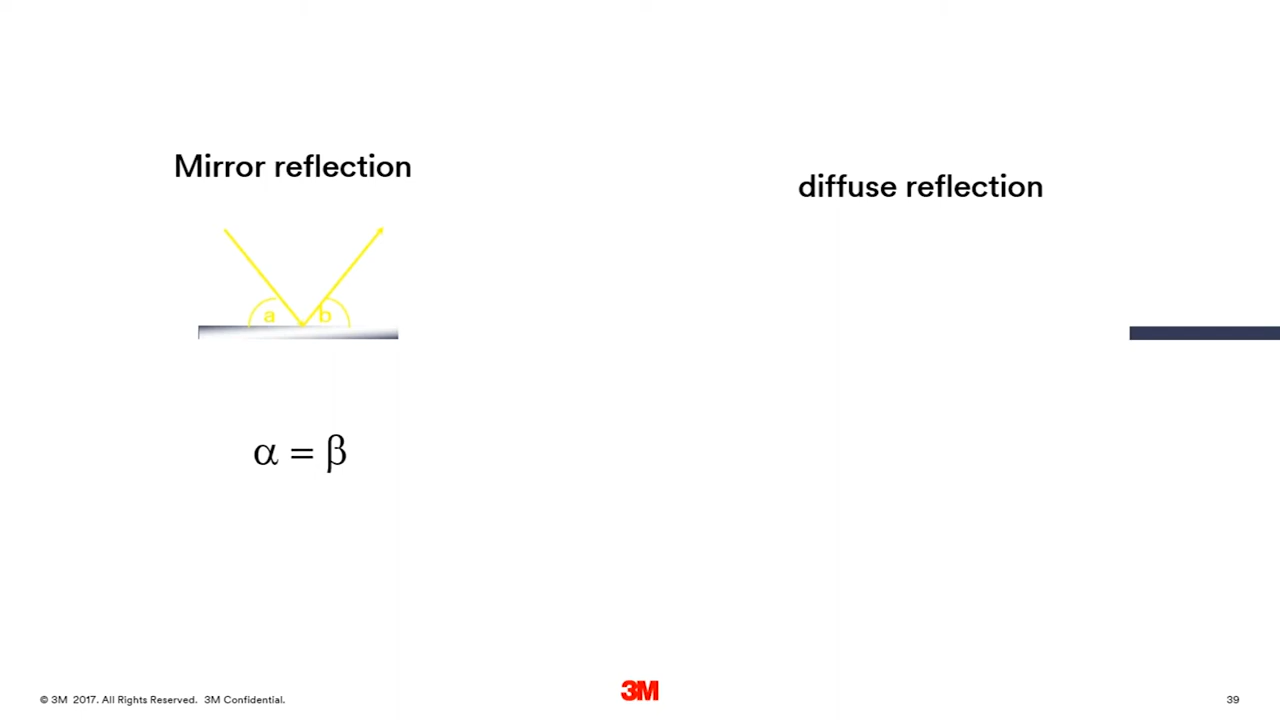 Mirror reflection
diffuse reflection
a
b
α = β
© 3M 2017. All Rights Reserved. 3M Confidential.
3M
39